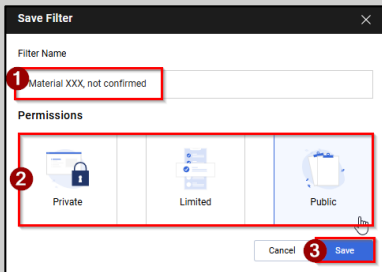 Save Filter
Filter Name
1
Material XXX, not confirmed
Permissions
2
Private
Limited
Public
Cancel
3
Save